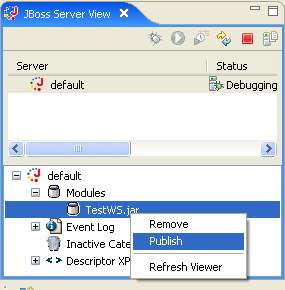 JBoss Server View
Server Status
default Debugging
default
Modules
TestWS.jar
Remove
Event Log
Publish
Inactive Cate
Descriptor XP
Refresh Viewer